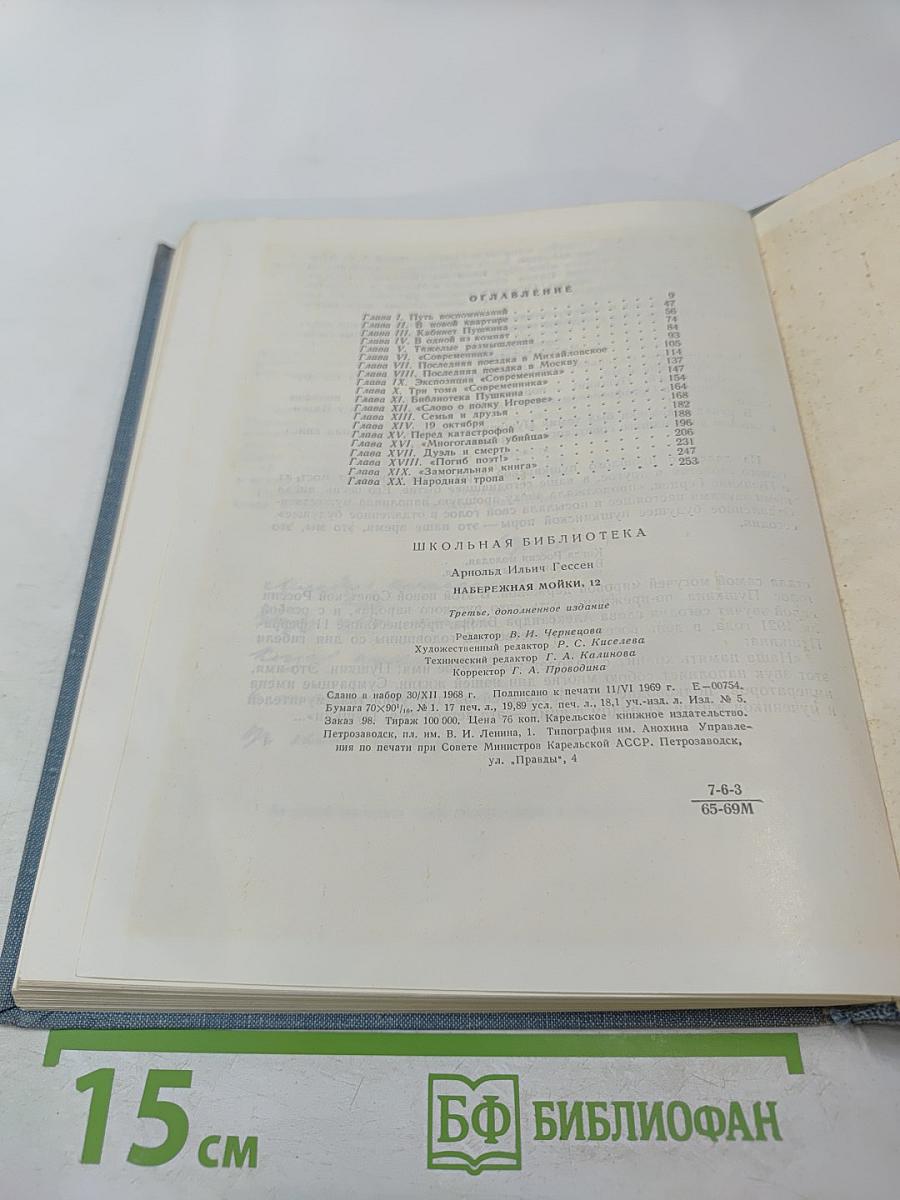 ОГЛАВЛЕНИЕ
Глава I. Путь воспоминаний . . . 9
Глава II. В новой квартире . . . 47
Глава III. Кабинет Пушкина . . . 56
Глава IV. В одной из комнат . . . 74
Глава V. Тяжелые размышления . . . 84
Глава VI. «Современник» . . . 93
Глава VII. Последняя поездка в Михайловское . . . 105
Глава VIII. Последняя поездка в Москву . . . 114
Глава IX. Экспозиция «Современника» . . . 137
Глава X. Три тома «Современника» . . . 147
Глава XI. Библиотека Пушкина . . . 154
Глава XII. «Слово о полку Игореве» . . . 164
Глава XIII. Семья и друзья . . . 168
Глава XIV. 19 октября . . . 182
Глава XV. Перед катастрофой . . . 188
Глава XVI. «Многоглавый убийца» . . . 196
Глава XVII. Дуэль и смерть . . . 206
Глава XVIII. «Погиб поэт!» . . . 231
Глава XIX. «Замогильная книга» . . . 247
Глава XX. Народная тропа . . . 253
ШКОЛЬНАЯ БИБЛИОТЕКА
Арнольд Ильич Гессен
НАБЕРЕЖНАЯ МОЙКИ, 12
Третье, дополненное издание
Редактор В. И. Чернецова
Художественный редактор Р. С. Киселева
Технический редактор Г. А. Калинова
Корректор Г. А. Проводина
Сдано в набор 30/XII 1968 г. Подписано к печати 11/VI 1969 г. Е—00754.
Бумага 70×90¹/₁₆, № 1. 17 печ. л., 19,89 усл. печ. л., 18,1 уч.-изд. л. Изд. № 5.
Заказ 98. Тираж 100 000. Цена 76 коп. Карельское книжное издательство.
Петрозаводск, пл. им. В. И. Ленина, 1. Типография им. Анохина Управле-
ния по печати при Совете Министров Карельской АССР. Петрозаводск,
ул. „Правды“, 4
7-6-3
65-69М
15 см
БФ БИБЛИОФАН